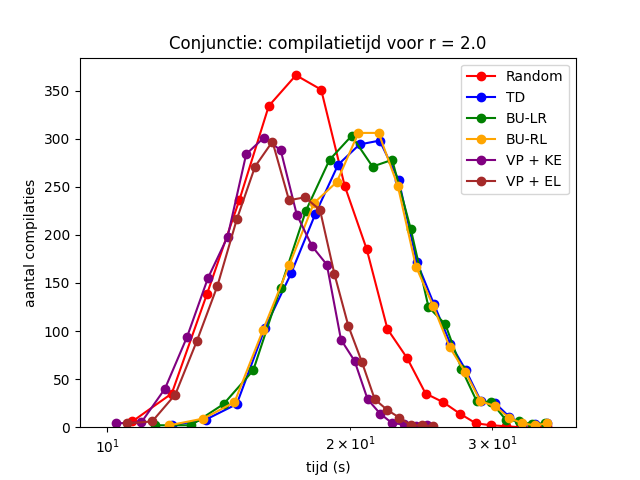 Conjunctie: compilatietijd voor r = 2.0
aantal compilaties
350
300
250
200
150
100
50
0
Random
TD
BU-LR
BU-RL
VP + KE
VP + EL
10¹
2 × 10¹
3 × 10¹
tijd (s)